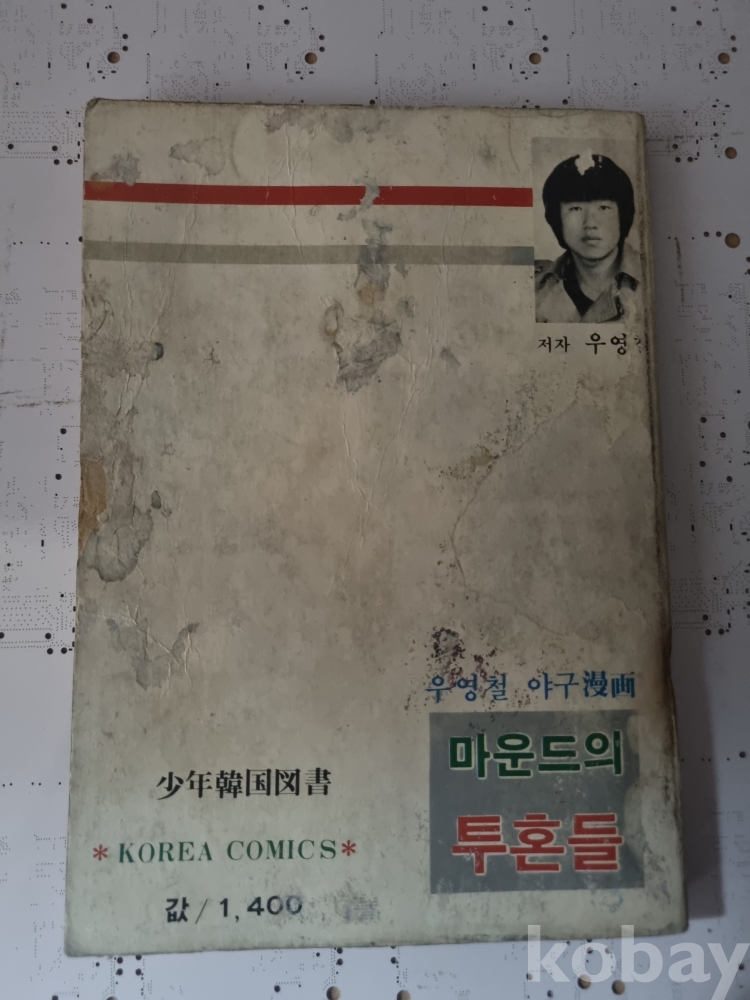 저자 우영
우영철 야구漫画
마운드의
투혼들
少年韓国図書
*KOREA COMICS*
값/1,400
kobay